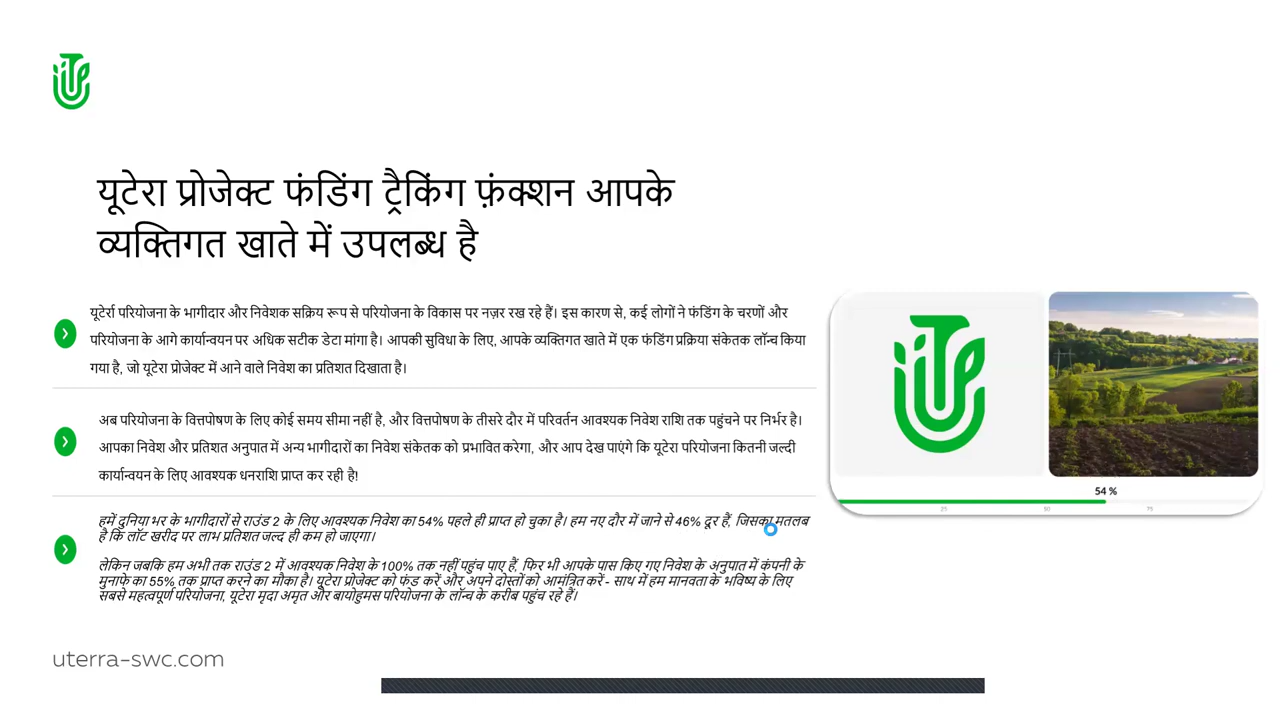 यूटेरा प्रोजेक्ट फंडिंग ट्रैकिंग फ़ंक्शन आपके
व्यक्तिगत खाते में उपलब्ध है
यूटेर्रा परियोजना के भागीदार और निवेशक सक्रिय रूप से परियोजना के विकास पर नज़र रख रहे हैं। इस कारण से, कई लोगों ने फंडिंग के चरणों और
परियोजना के आगे कार्यान्वयन पर अधिक सटीक डेटा मांगा है। आपकी सुविधा के लिए, आपके व्यक्तिगत खाते में एक फंडिंग प्रक्रिया संकेतक लॉन्च किया
गया है, जो यूटेरा प्रोजेक्ट में आने वाले निवेश का प्रतिशत दिखाता है।
अब परियोजना के वित्तपोषण के लिए कोई समय सीमा नहीं है, और वित्तपोषण के तीसरे दौर में परिवर्तन आवश्यक निवेश राशि तक पहुंचने पर निर्भर है।
आपका निवेश और प्रतिशत अनुपात में अन्य भागीदारों का निवेश संकेतक को प्रभावित करेगा, और आप देख पाएंगे कि यूटेरा परियोजना कितनी जल्दी
कार्यान्वयन के लिए आवश्यक धनराशि प्राप्त कर रही है!
हमें दुनिया भर के भागीदारों से राउंड 2 के लिए आवश्यक निवेश का 54% पहले ही प्राप्त हो चुका है। हम नए दौर में जाने से 46% दूर हैं, जिसका मतलब
है कि लॉट खरीद पर लाभ प्रतिशत जल्द ही कम हो जाएगा।
लेकिन जबकि हम अभी तक राउंड 2 में आवश्यक निवेश के 100% तक नहीं पहुंच पाए हैं, फिर भी आपके पास किए गए निवेश के अनुपात में कंपनी के
मुनाफे का 55% तक प्राप्त करने का मौका है। यूटेरा प्रोजेक्ट को फंड करें और अपने दोस्तों को आमंत्रित करें - साथ में हम मानवता के भविष्य के लिए
सबसे महत्वपूर्ण परियोजना, यूटेरा मृदा अमृत और बायोहुमस परियोजना के लॉन्च के करीब पहुंच रहे हैं।
54 %
25 50 75
uterra-swc.com